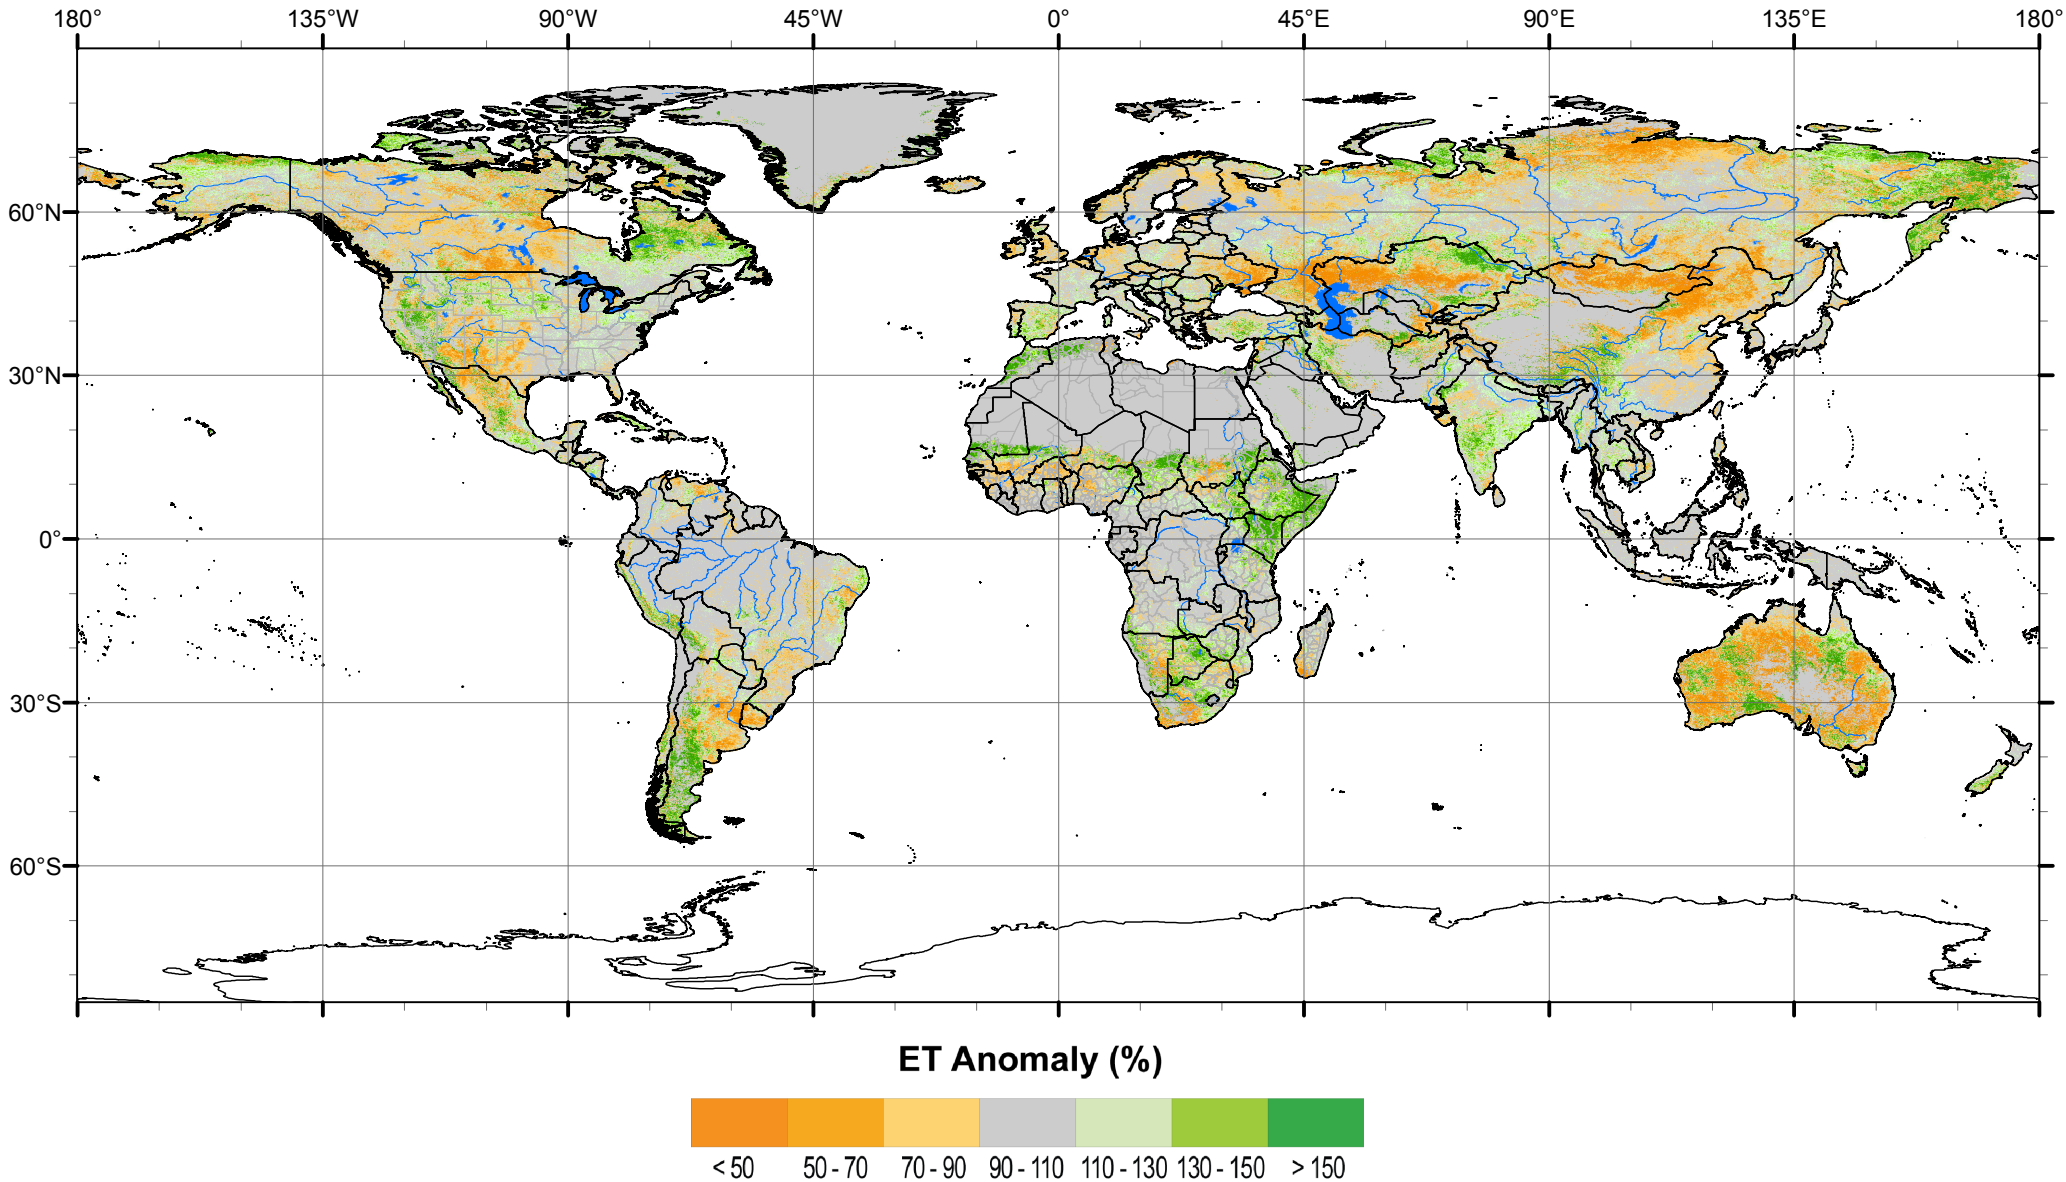 180° 135°W 90°W 45°W 0° 45°E 90°E 135°E 180°
60°N
30°N
0°
30°S
60°S
ET Anomaly (%)
< 50 50 - 70 70 - 90 90 - 110 110 - 130 130 - 150 > 150